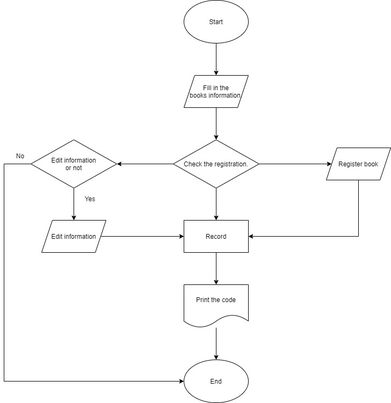 Start
Fill in the
books information
No
Edit information
or not
Check the registration.
Register book
Yes
Edit information
Record
Print the code
End